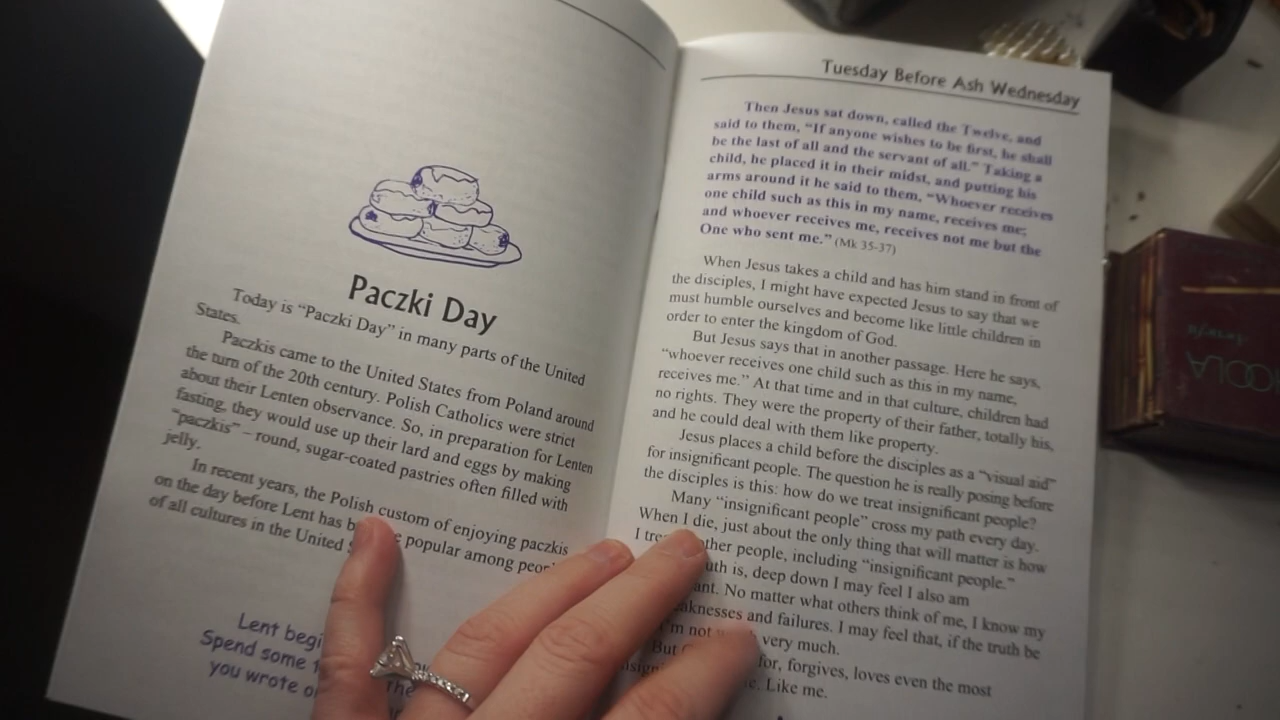 Paczki Day
Today is “Paczki Day” in many parts of the United
States.
Paczkis came to the United States from Poland around
the turn of the 20th century. Polish Catholics were strict
about their Lenten observance. So, in preparation for Lenten
fasting, they would use up their lard and eggs by making
“paczkis” – round, sugar-coated pastries often filled with
jelly.
In recent years, the Polish custom of enjoying paczkis
on the day before Lent has popular among
of all cultures in the United
Lent
Spend some
you wrote
Tuesday Before Ash Wednesday
Then Jesus sat down, called the Twelve, and
said to them, “If anyone wishes to be first, he shall
be the last of all and the servant of all.” Taking a
child, he placed it in their midst, and putting his
arms around it he said to them, “Whoever receives
one child such as this in my name, receives me;
and whoever receives me, receives not me but the
One who sent me.” (Mk 35-37)
When Jesus takes a child and has him stand in front of
the disciples, I might have expected Jesus to say that we
must humble ourselves and become like little children in
order to enter the kingdom of God.
But Jesus says that in another passage. Here he says,
“whoever receives one child such as this in my name,
receives me.” At that time and in that culture, children had
no rights. They were the property of their father, totally his,
and he could deal with them like property.
Jesus places a child before the disciples as a “visual aid”
for insignificant people. The question he is really posing before
the disciples is this: how do we treat insignificant people?
Many “insignificant people” cross my path every day.
When I die, just about the only thing that will matter is how
I other people, including “insignificant people.”
is, deep down I may feel I also am
No matter what others think of me, I know my
and failures. I may feel that, if the truth be
I’m not very much.
But for, forgives, loves even the most
Like me.